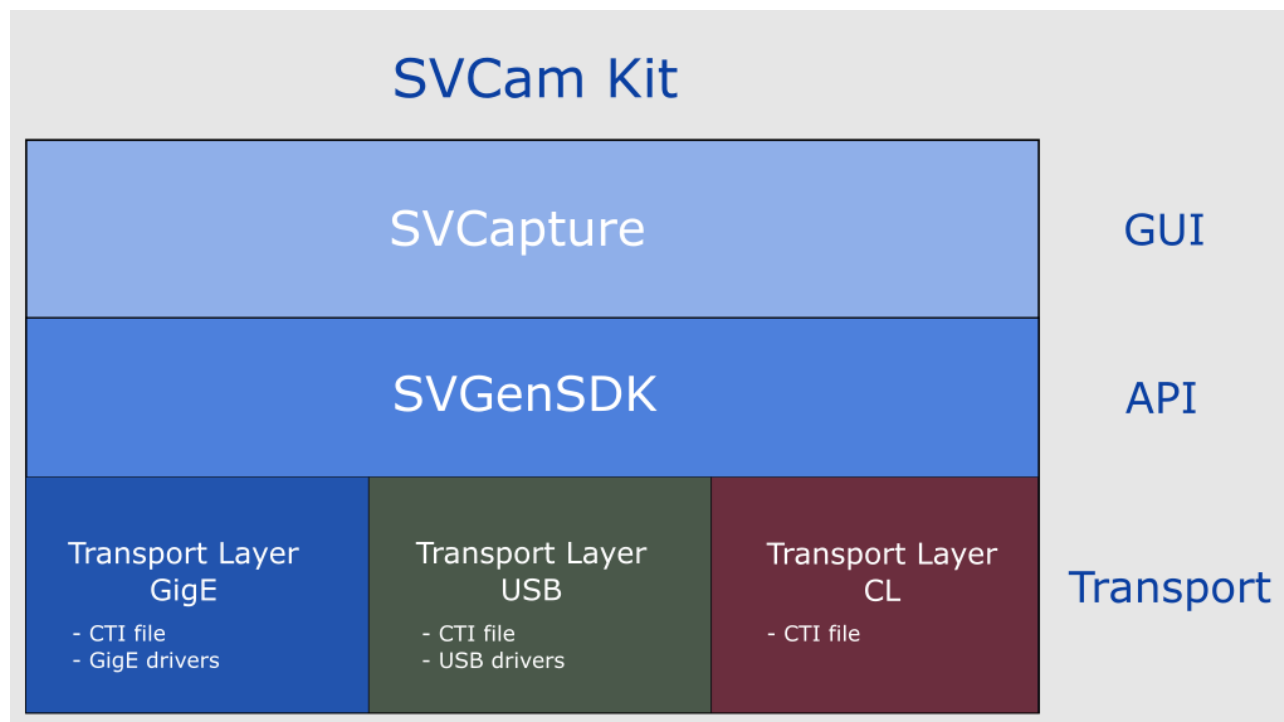 SVCam Kit
SVCapture
GUI
SVGenSDK
API
Transport Layer
GigE
- CTI file
- GigE drivers
Transport Layer
USB
- CTI file
- USB drivers
Transport Layer
CL
- CTI file
Transport